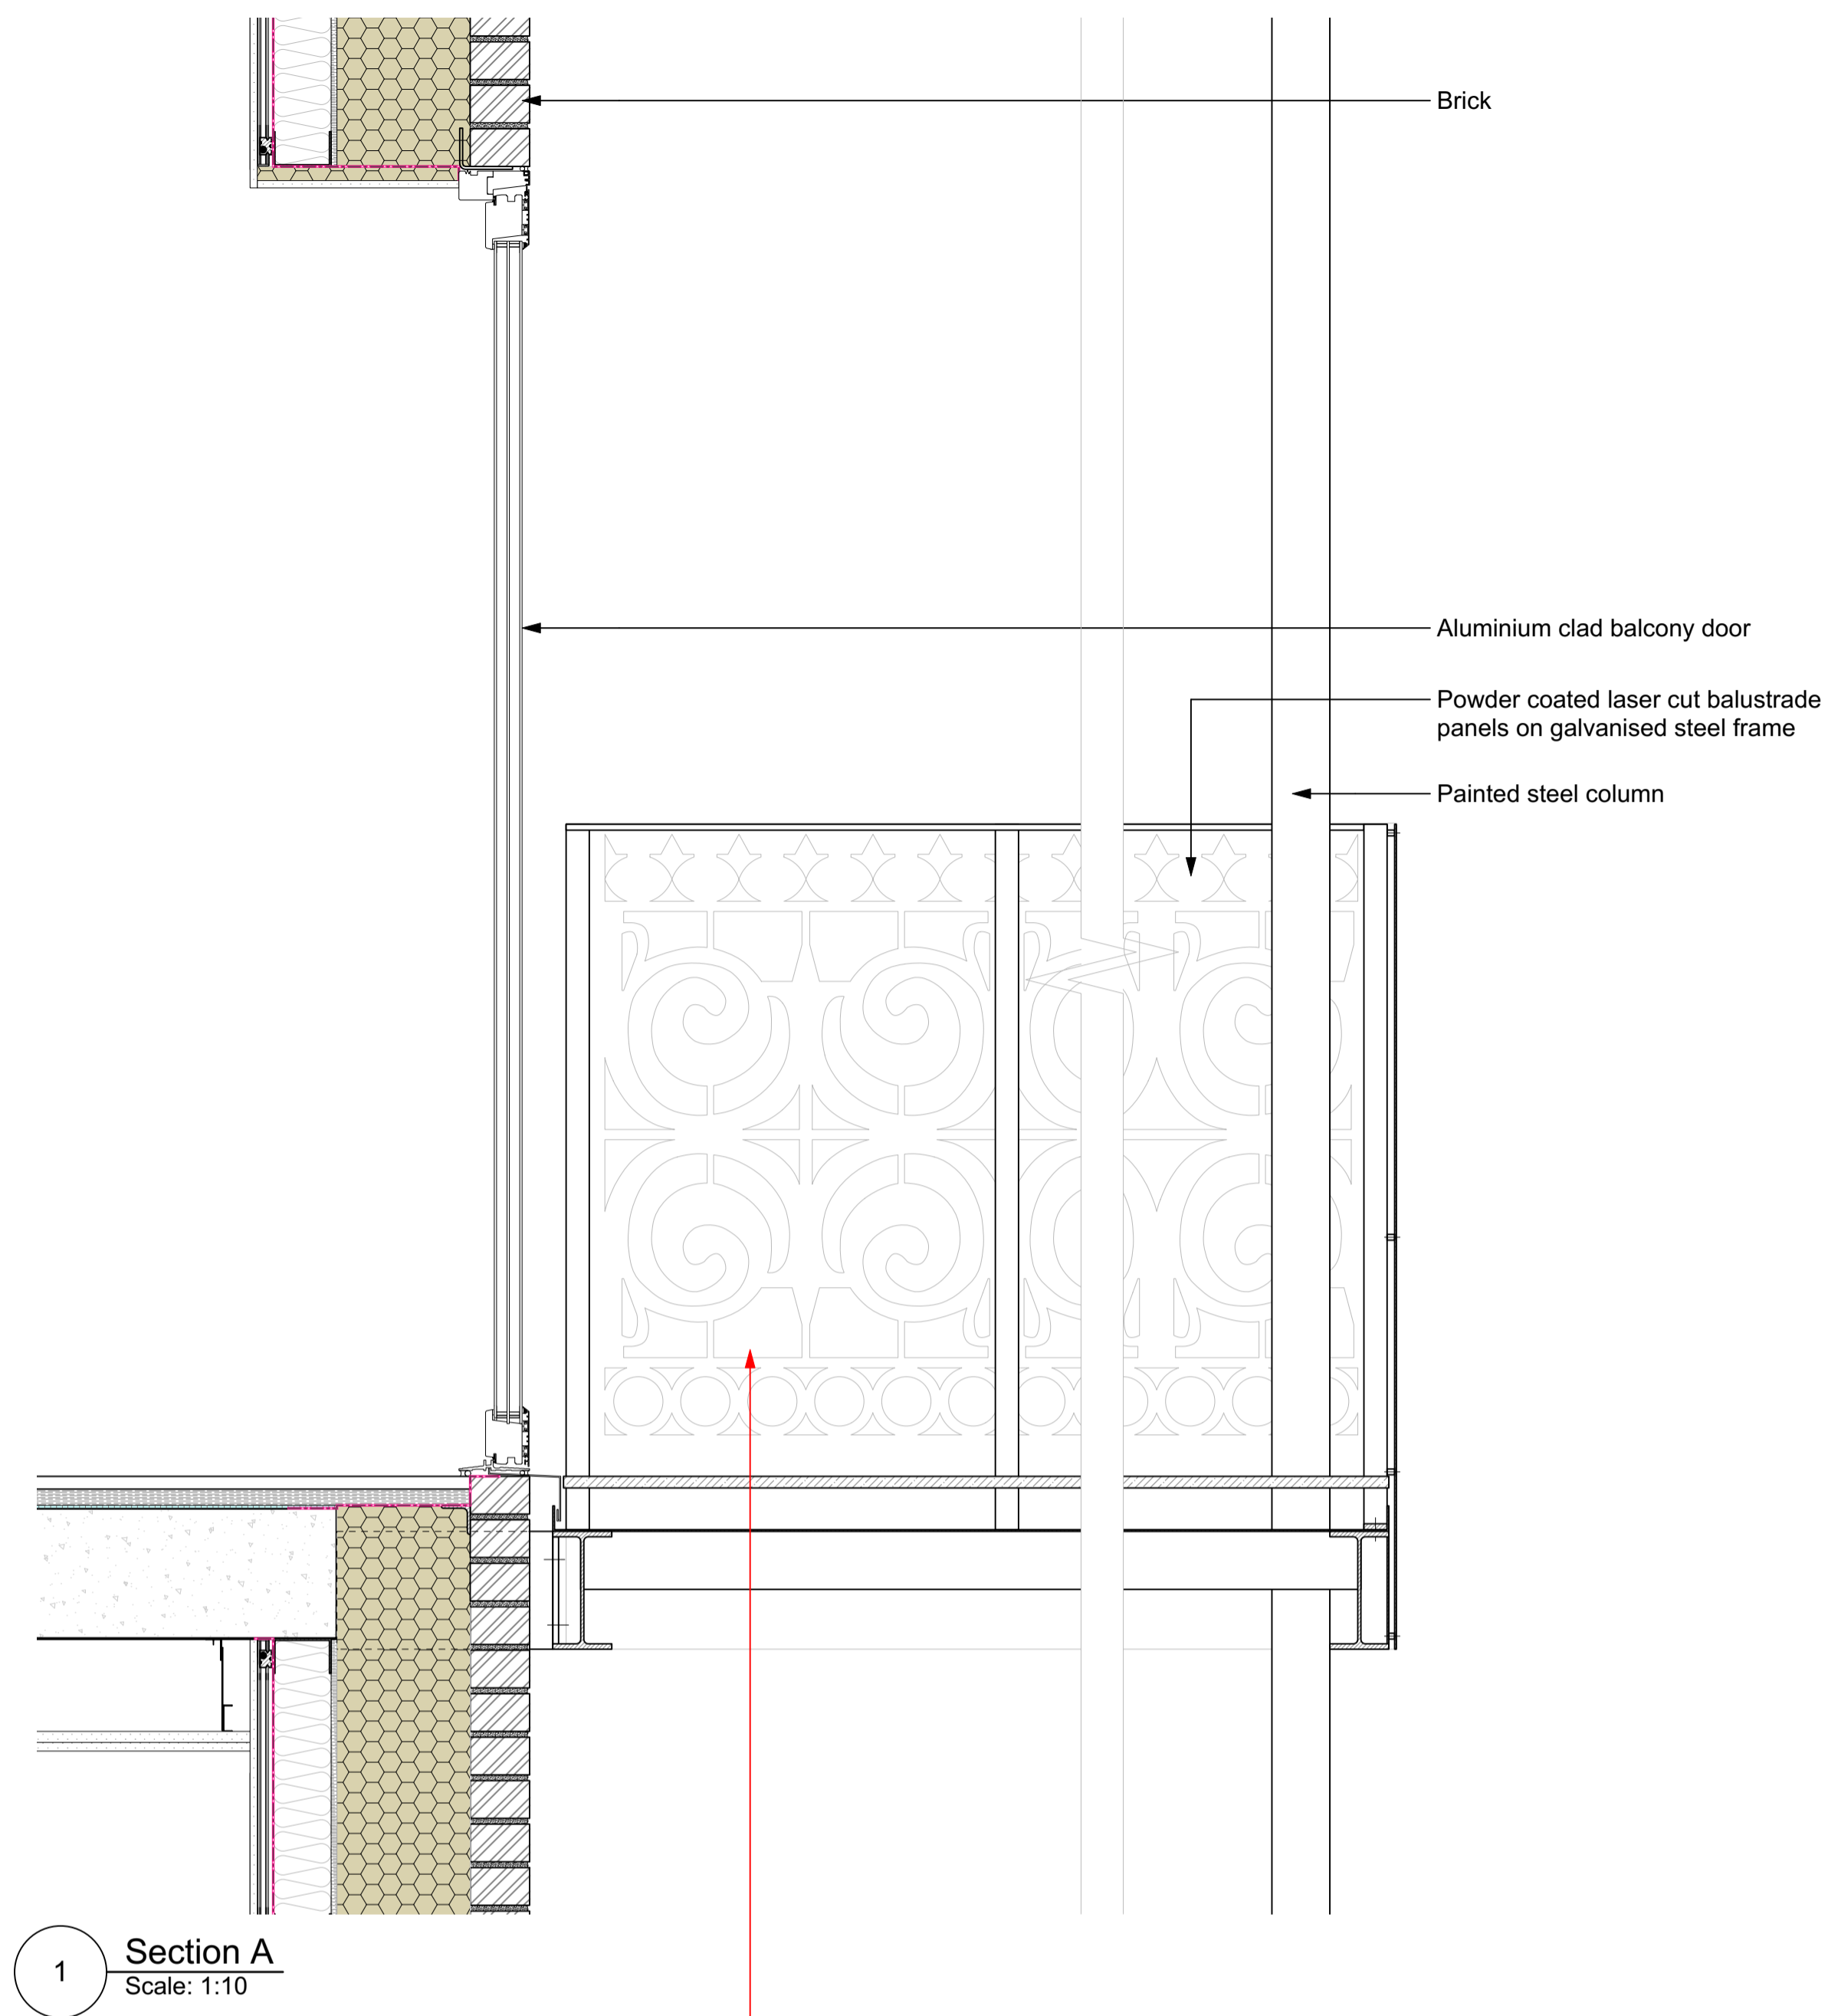 Brick
Aluminium clad balcony door
Powder coated laser cut balustrade
panels on galvanised steel frame
Painted steel column
1
Section A
Scale: 1:10